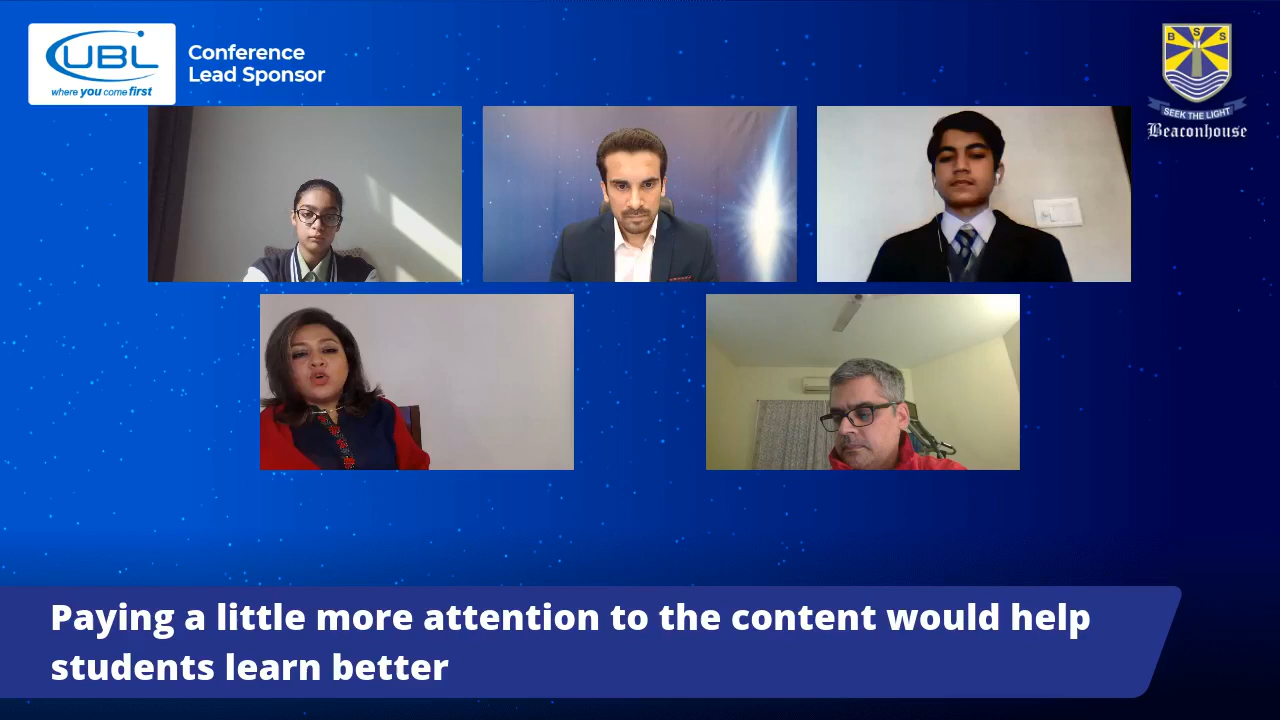 UBL
where you come first
Conference
Lead Sponsor
B S S
SEEK THE LIGHT
Beaconhouse
Paying a little more attention to the content would help
students learn better